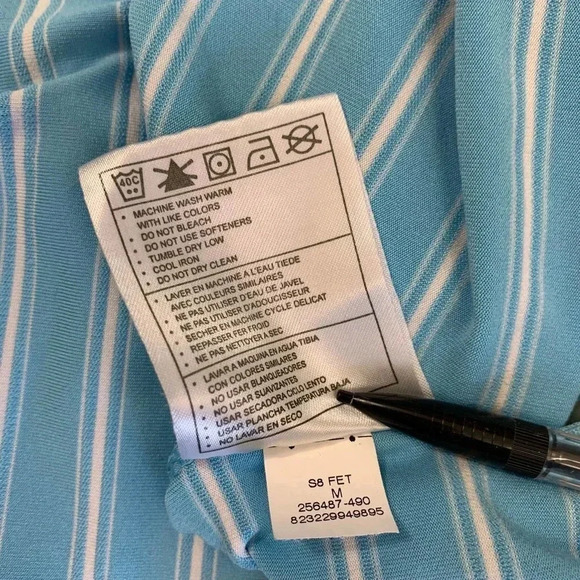 40C
MACHINE WASH WARM
WITH LIKE COLORS
DO NOT BLEACH
DO NOT USE SOFTENERS
TUMBLE DRY LOW
COOL IRON
DO NOT DRY CLEAN
LAVER EN MACHINE A L'EAU TIEDE
AVEC COULEURS SIMILAIRES
NE PAS UTILISER D'EAU DE JAVEL
NE PAS UTILISER D'ADOUCISSEUR
SECHER EN MACHINE CYCLE DELICAT
REPASSER FER FROID
NE PAS NETTOYER A SEC
LAVAR A MAQUINA EN AGUA TIBIA
CON COLORES SIMILARES
NO USAR BLANQUEADORES
NO USAR SUAVIZANTES
USAR SECADORA CICLO LENTO
USAR PLANCHA TEMPERATURA BAJA
NO LAVAR EN SECO
S8 FET
M
256487-490
823229949895